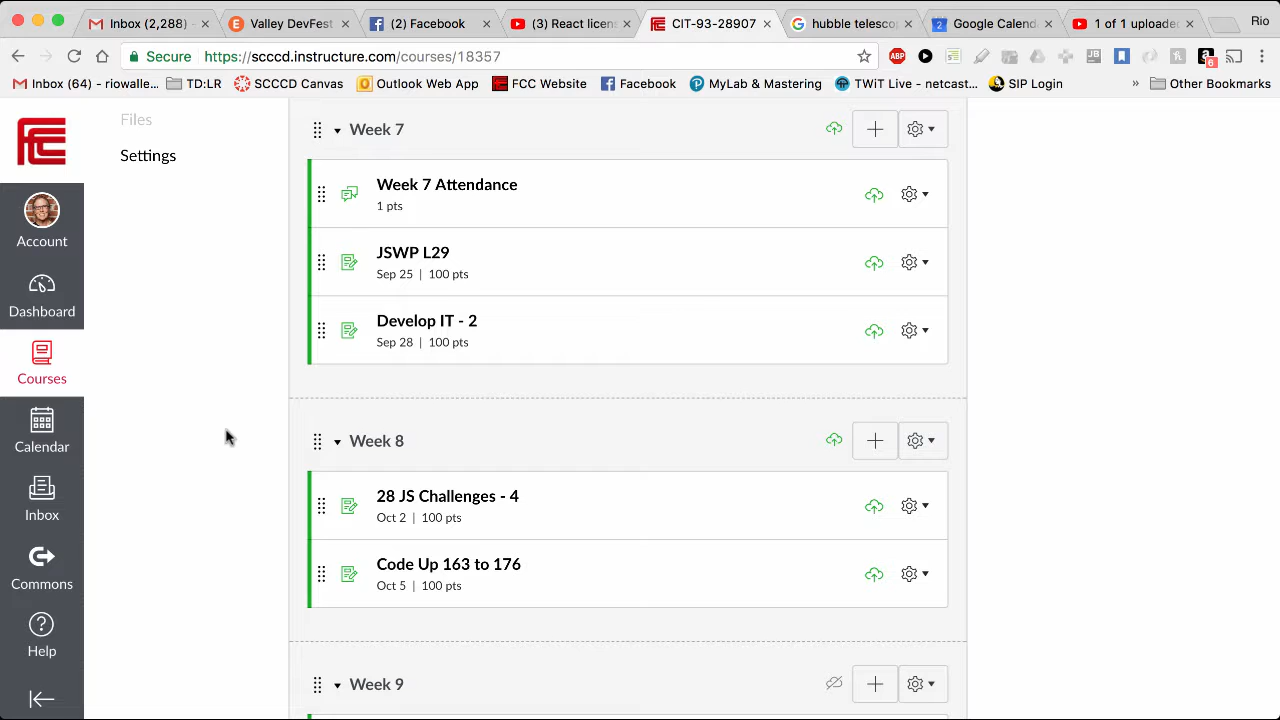 Inbox (2,288) -
Valley DevFest
(2) Facebook
(3) React licens
CIT-93-28907
hubble telescop
Google Calend
1 of 1 uploade
Rio
Secure
https://scccd.instructure.com/courses/18357
Inbox (64) - riowalle...
TD:LR
SCCCD Canvas
Outlook Web App
FCC Website
Facebook
MyLab & Mastering
TWiT Live - netcast...
SIP Login
»
Other Bookmarks
Files
Settings
Account
Dashboard
Courses
Calendar
Inbox
Commons
Help
Week 7
Week 7 Attendance
1 pts
JSWP L29
Sep 25 | 100 pts
Develop IT - 2
Sep 28 | 100 pts
Week 8
28 JS Challenges - 4
Oct 2 | 100 pts
Code Up 163 to 176
Oct 5 | 100 pts
Week 9